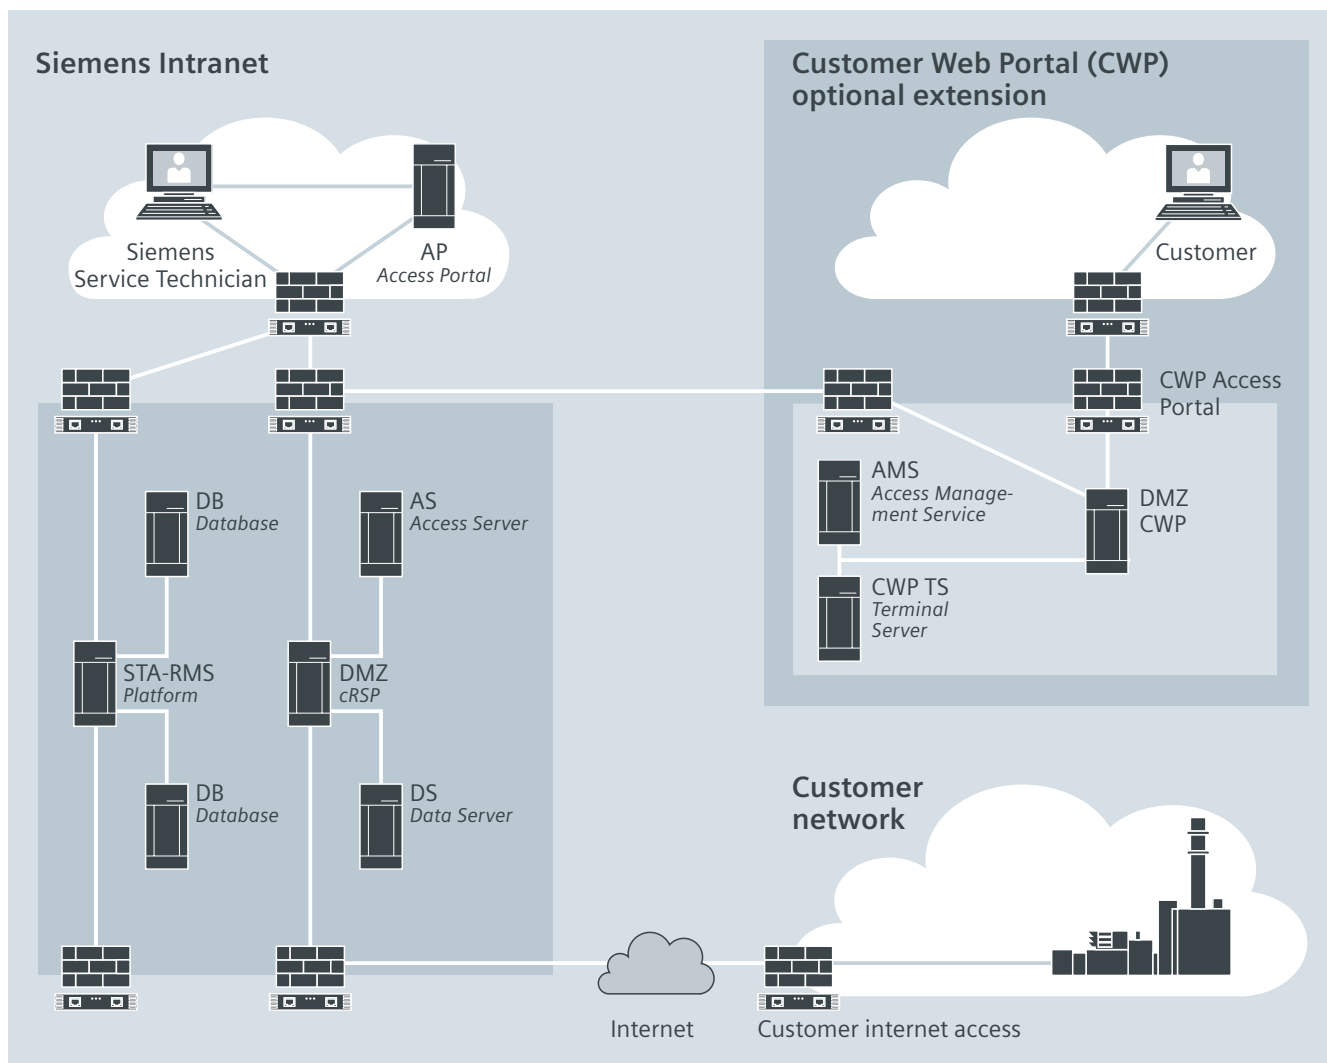 Siemens Intranet
Customer Web Portal (CWP)
optional extension
Siemens
Service Technician
AP
Access Portal
Customer
CWP Access
Portal
DB
Database
AS
Access Server
AMS
Access Manage-
ment Service
DMZ
CWP
CWP TS
Terminal
Server
STA-RMS
Platform
DMZ
cRSP
DB
Database
DS
Data Server
Customer
network
Internet
Customer internet access